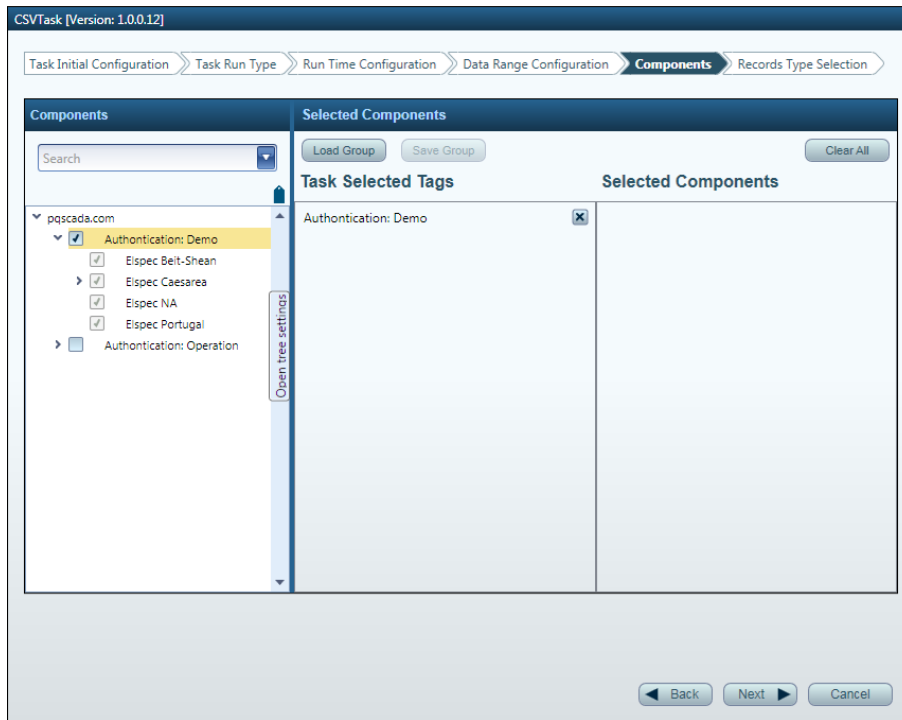 CSVTask [Version: 1.0.0.12]
Task Initial Configuration Task Run Type Run Time Configuration Data Range Configuration Components Records Type Selection
Components
Selected Components
Search
Load Group Save Group Clear All
Task Selected Tags
Selected Components
pqscada.com
Authontication: Demo
Elspec Beit-Shean
Elspec Caesarea
Elspec NA
Elspec Portugal
Authontication: Operation
Open tree settings
Authontication: Demo
Back Next Cancel